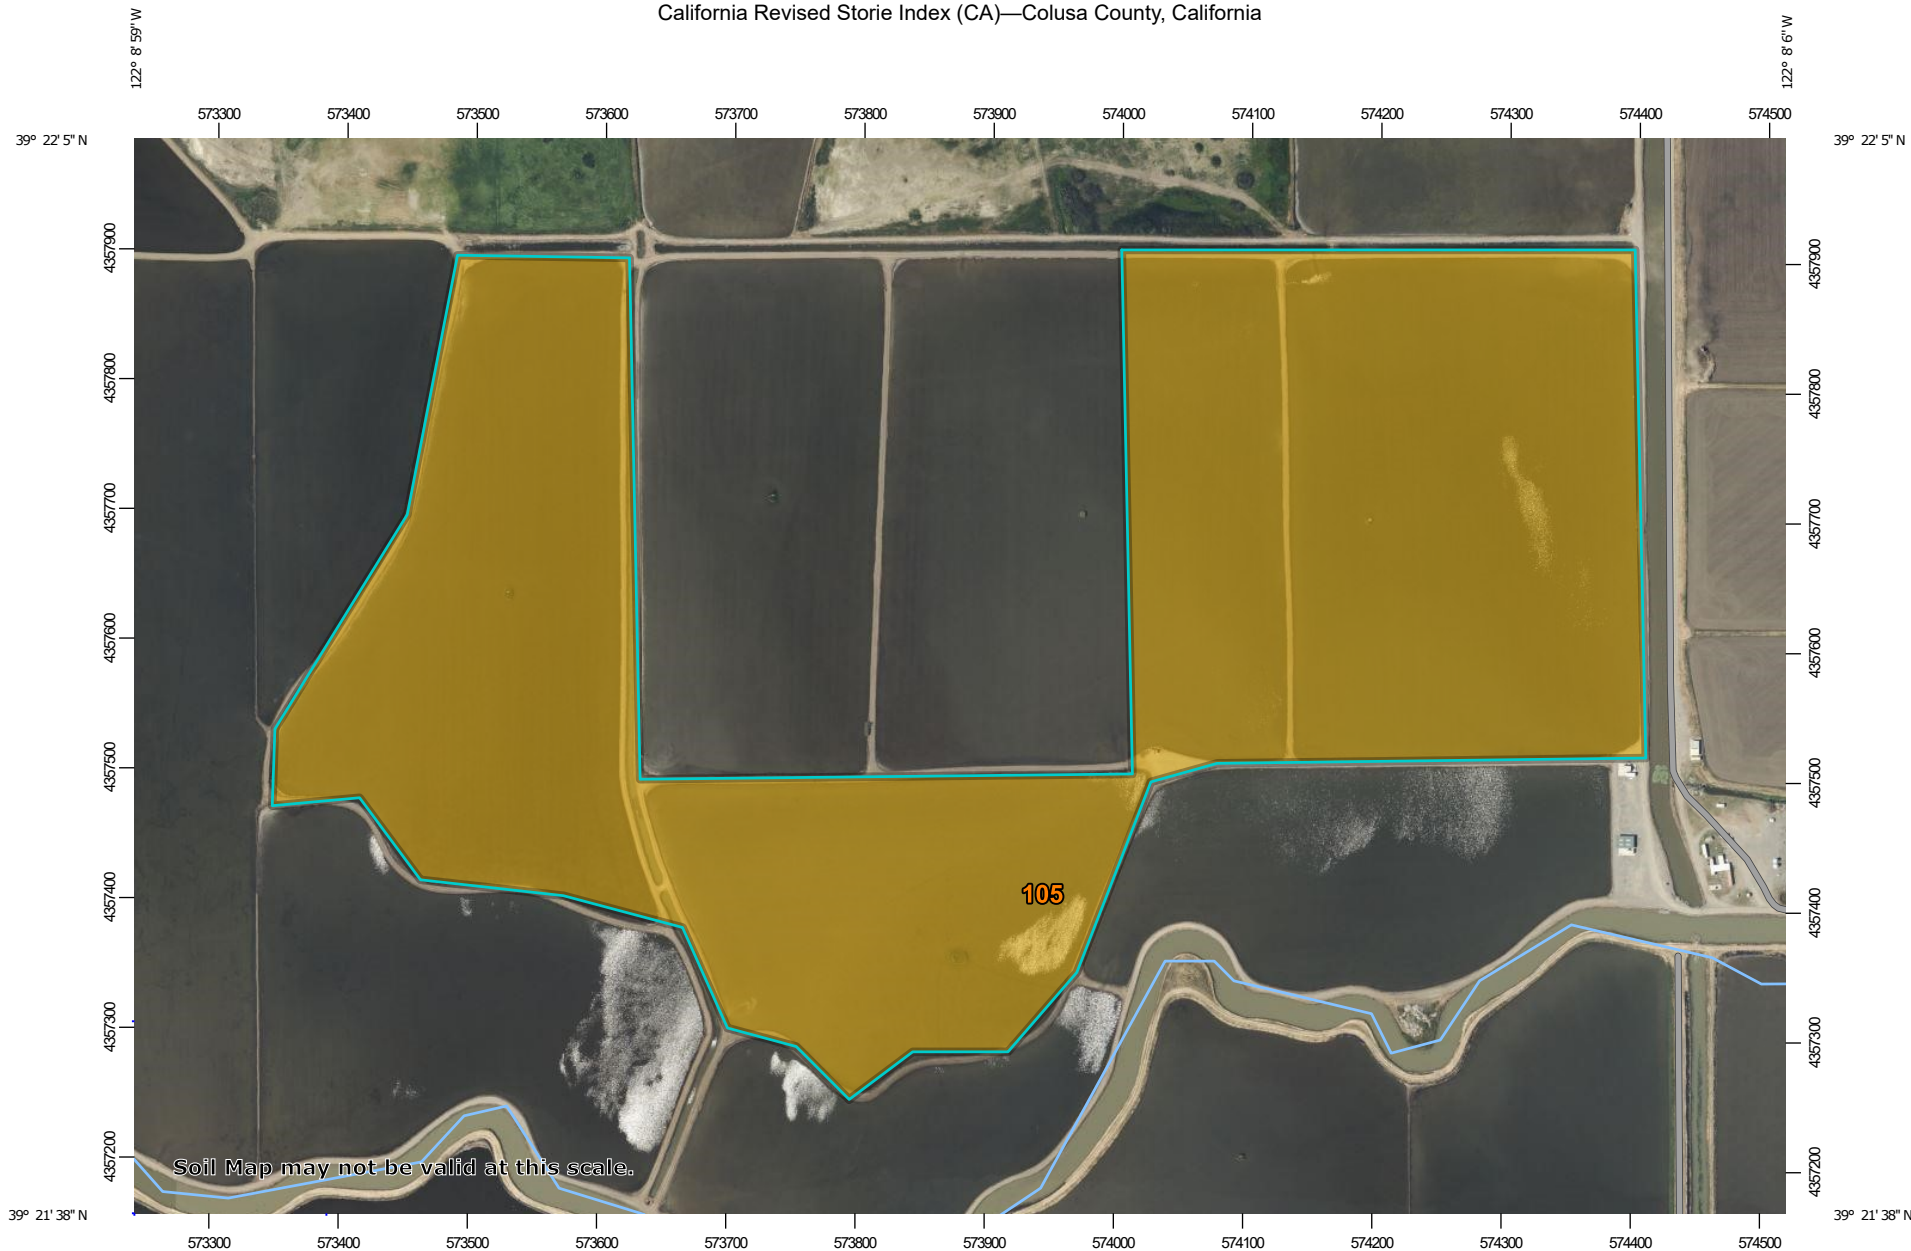 California Revised Storie Index (CA)—Colusa County, California
122° 8' 59" W
122° 8' 6" W
573300 573400 573500 573600 573700 573800 573900 574000 574100 574200 574300 574400 574500
39° 22' 5" N
39° 22' 5" N
4357900
4357900
4357800
4357800
4357700
4357700
4357600
4357600
4357500
4357500
105
4357400
4357400
4357300
4357300
4357200
4357200
Soil Map may not be valid at this scale.
39° 21' 38" N
39° 21' 38" N
573300 573400 573500 573600 573700 573800 573900 574000 574100 574200 574300 574400 574500